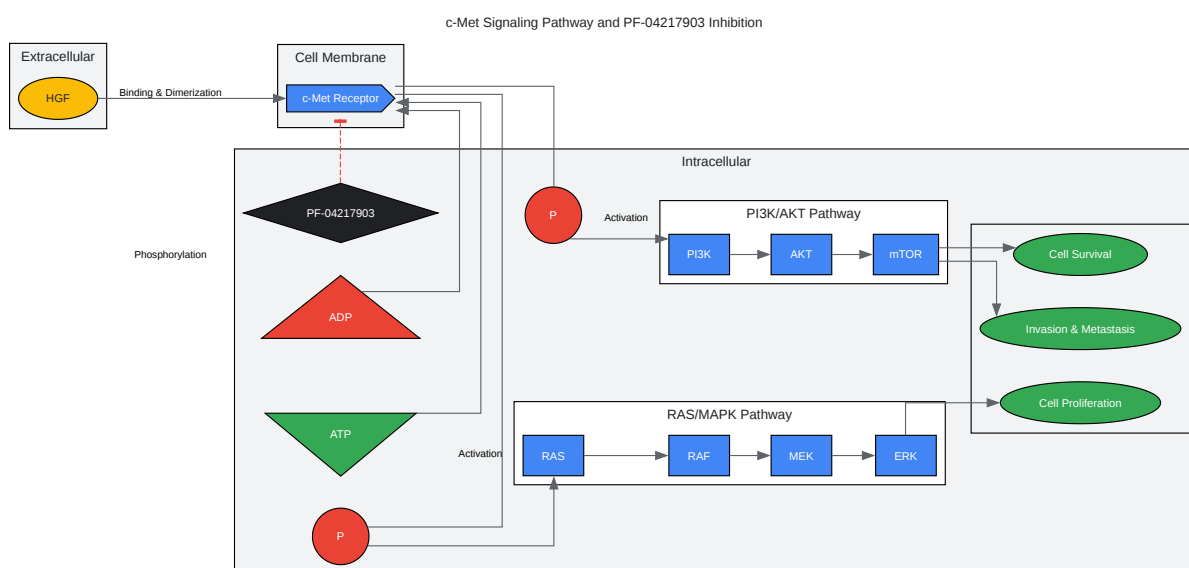 c-Met Signaling Pathway and PF-04217903 Inhibition
Extracellular
HGF
Binding & Dimerization
Cell Membrane
c-Met Receptor
Intracellular
PF-04217903
Phosphorylation
ADP
ATP
P
Activation
P
Activation
PI3K/AKT Pathway
PI3K
AKT
mTOR
Cell Survival
Invasion & Metastasis
Cell Proliferation
RAS/MAPK Pathway
RAS
RAF
MEK
ERK